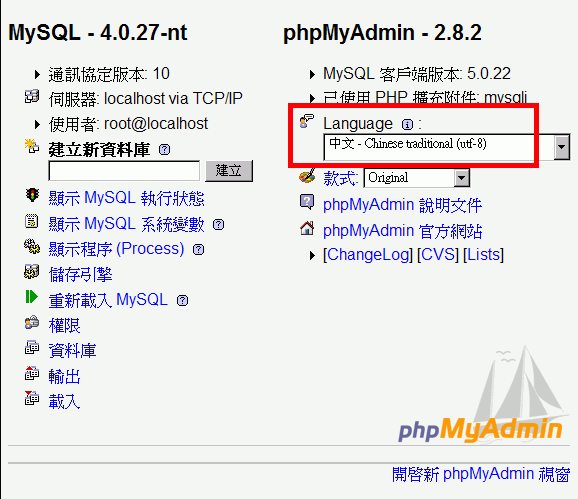 MySQL - 4.0.27-nt
通訊協定版本: 10
伺服器: localhost via TCP/IP
使用者: root@localhost
建立新資料庫
建立
顯示 MySQL 執行狀態
顯示 MySQL 系統變數
顯示程序 (Process)
儲存引擎
重新載入 MySQL
權限
資料庫
輸出
載入
phpMyAdmin - 2.8.2
MySQL 客戶端版本: 5.0.22
已使用 PHP 擴充附件: mysqli
Language :
中文 - Chinese traditional (utf-8)
款式: Original
phpMyAdmin 說明文件
phpMyAdmin 官方網站
[ChangeLog] [CVS] [Lists]
phpMyAdmin
開啓新 phpMyAdmin 視窗